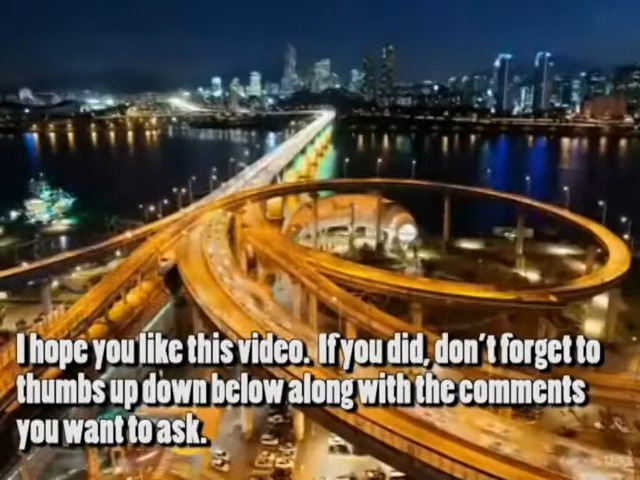 I hope you like this video. If you did, don't forget to
thumbs up down below along with the comments
you want to ask.